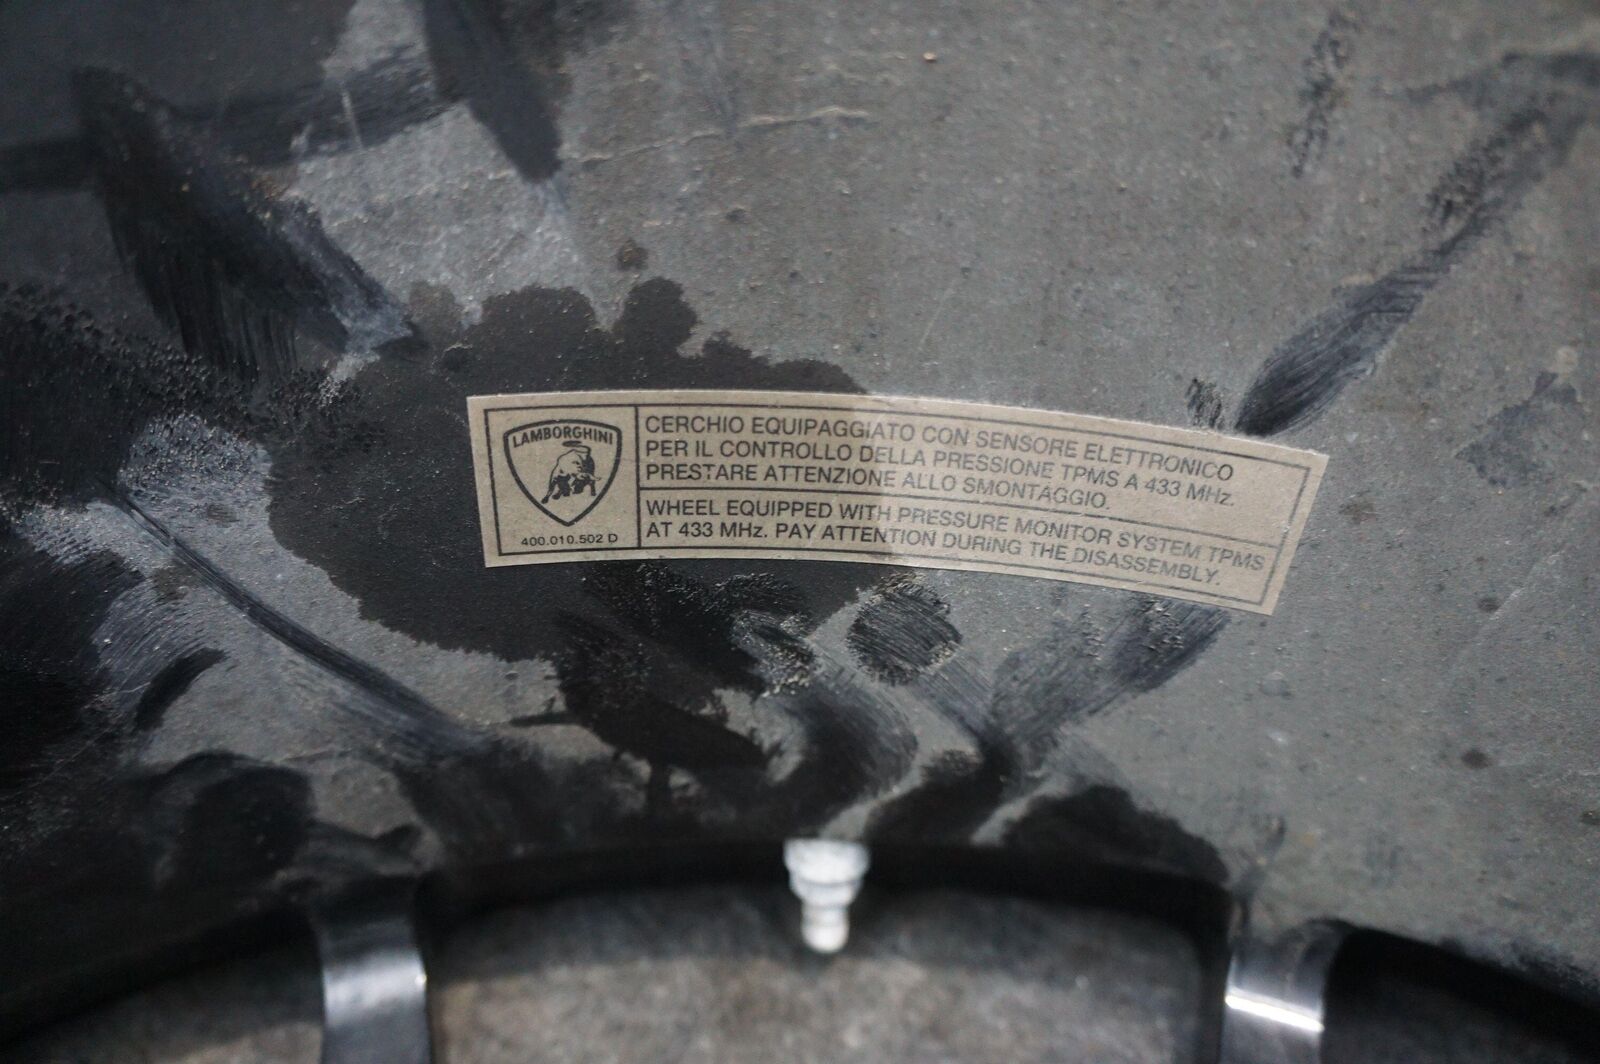 LAMBORGHINI
400.010.502 D
CERCHIO EQUIPAGGIATO CON SENSORE ELETTRONICO
PER IL CONTROLLO DELLA PRESSIONE TPMS A 433 MHz.
PRESTARE ATTENZIONE ALLO SMONTAGGIO.
WHEEL EQUIPPED WITH PRESSURE MONITOR SYSTEM TPMS
AT 433 MHz. PAY ATTENTION DURING THE DISASSEMBLY.